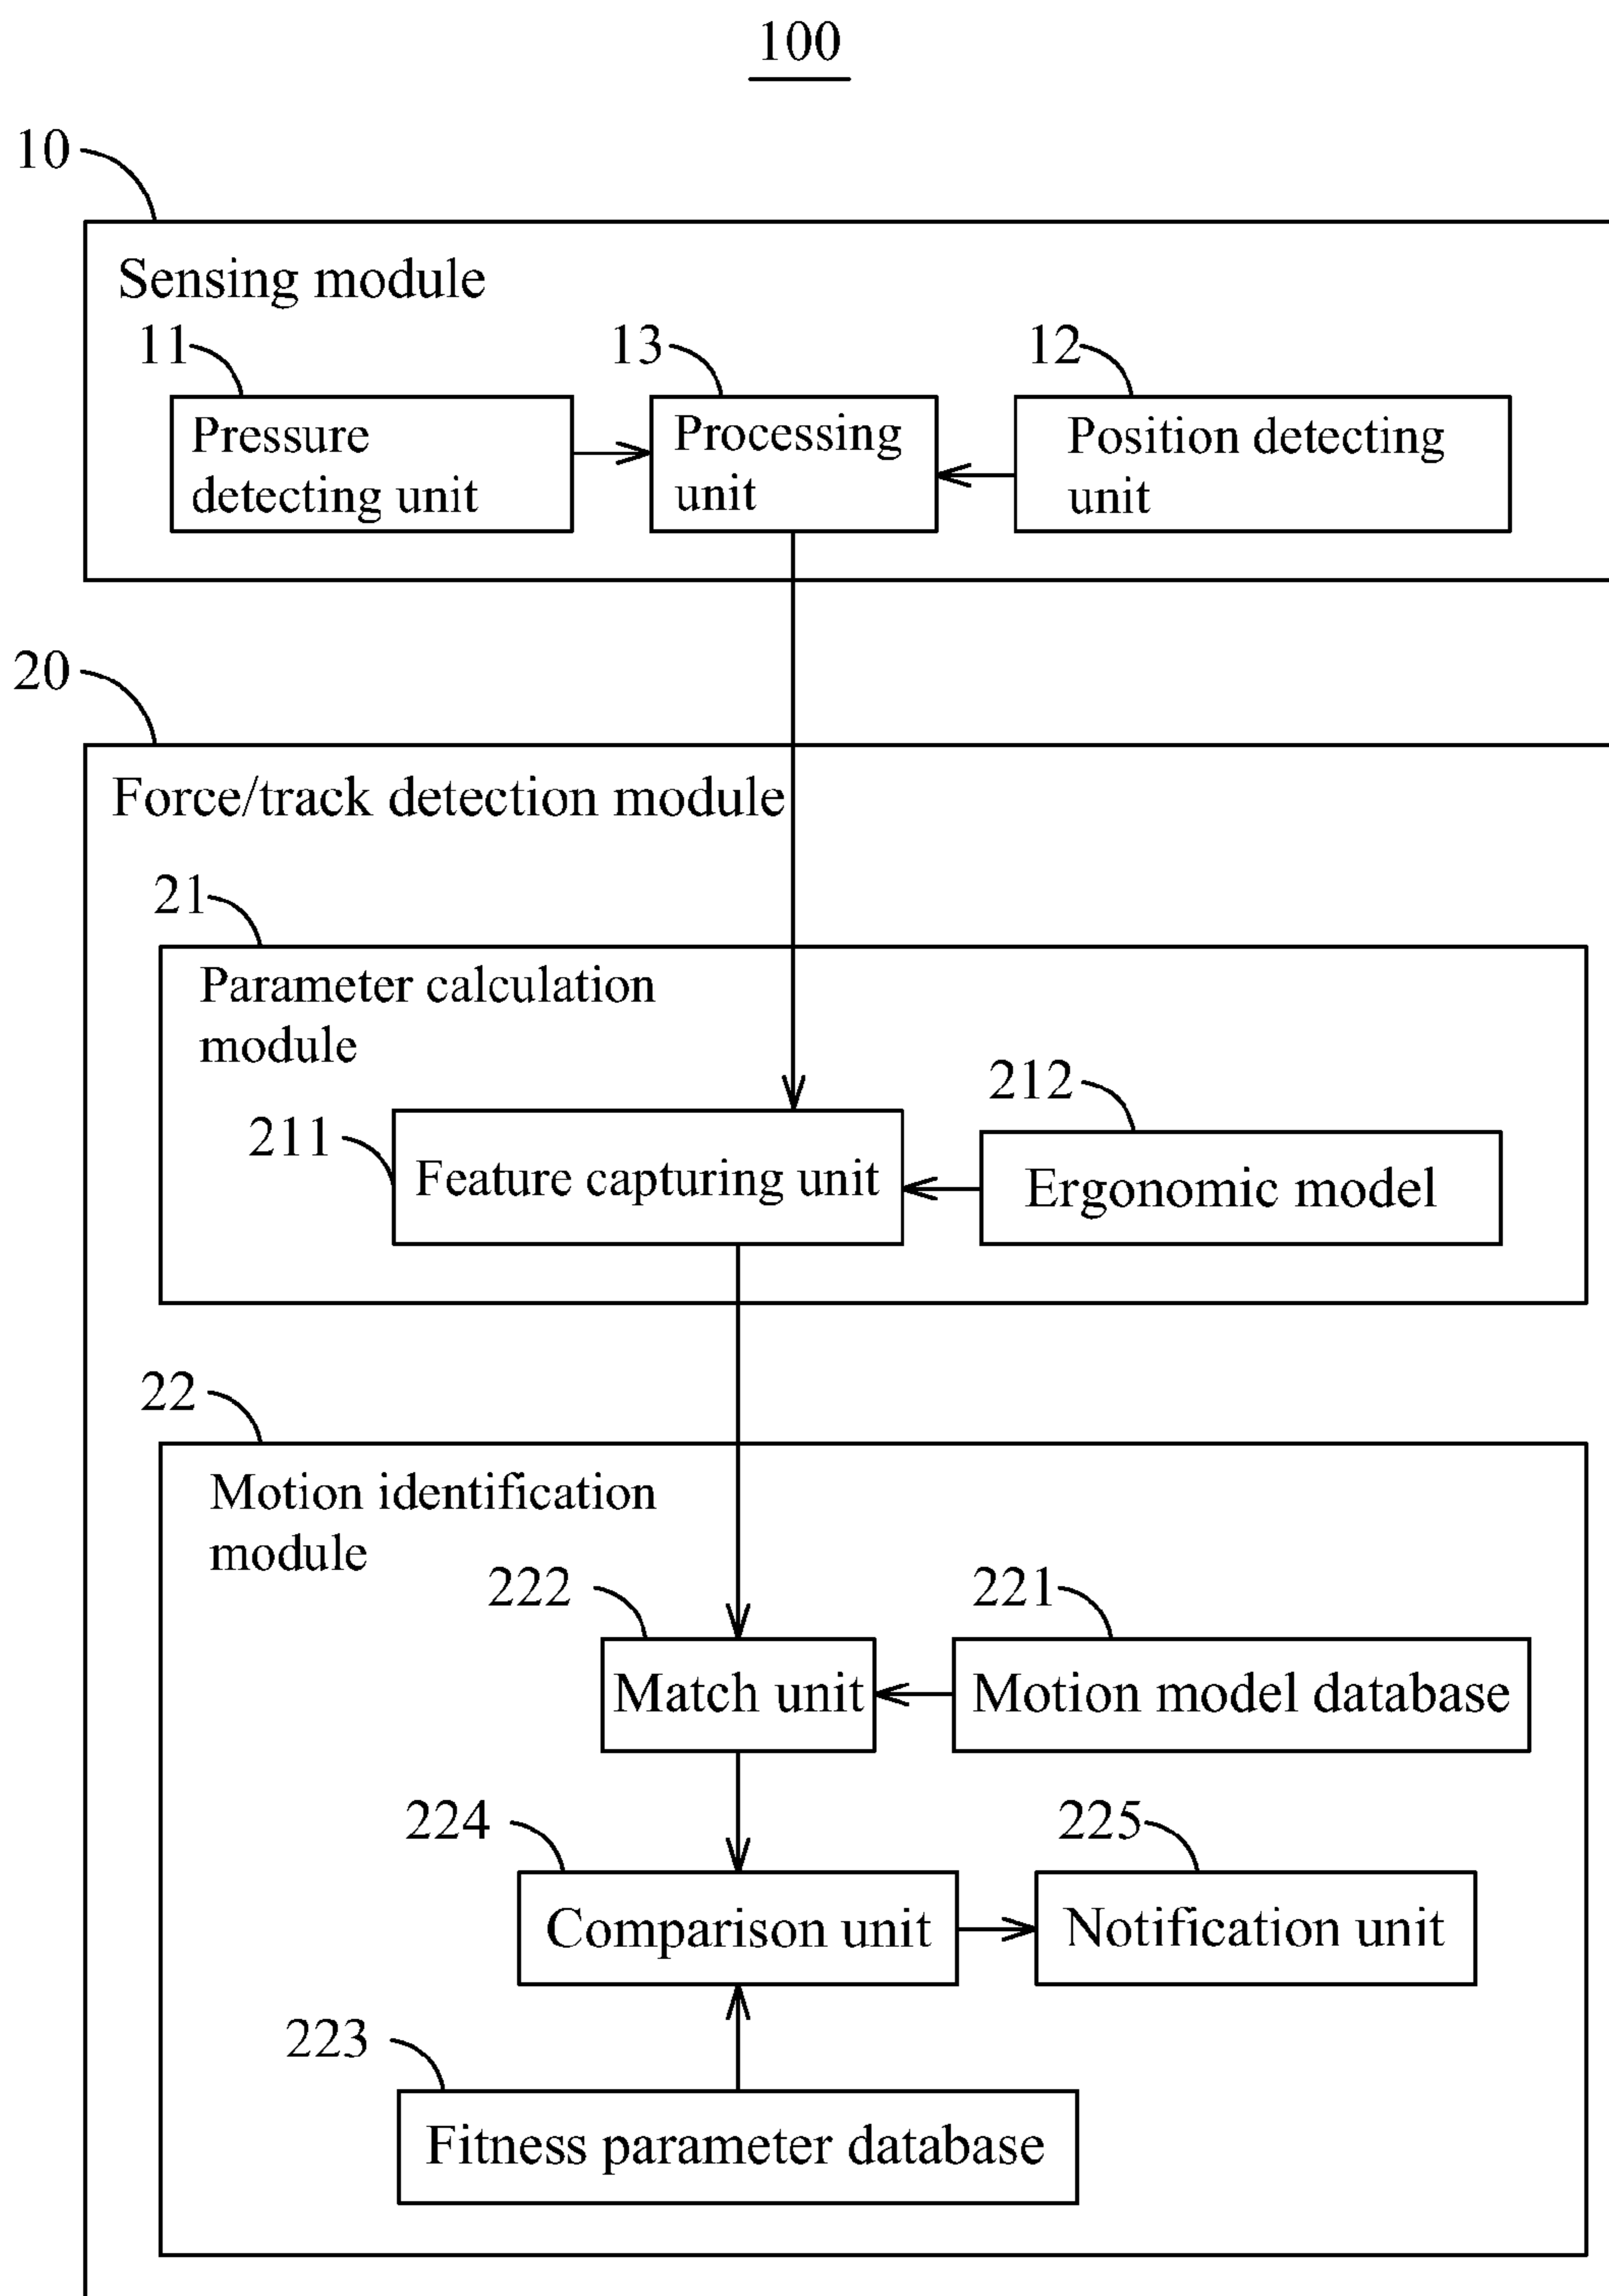 100
10
Sensing module
11
13
12
Pressure
detecting unit
Processing
unit
Position detecting
unit
20
Force/track detection module
21
Parameter calculation
module
212
211
Feature capturing unit
Ergonomic model
22
Motion identification
module
222
221
Match unit
Motion model database
224
225
Comparison unit
Notification unit
223
Fitness parameter database